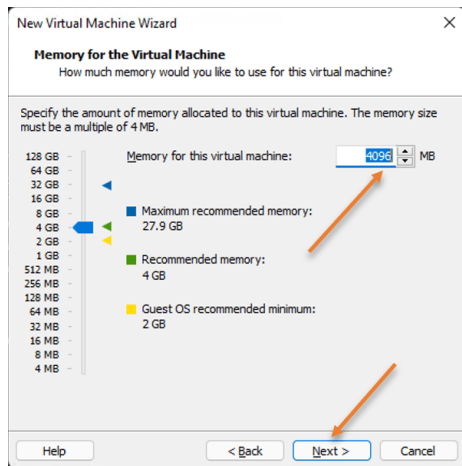 New Virtual Machine Wizard
Memory for the Virtual Machine
How much memory would you like to use for this virtual machine?
Specify the amount of memory allocated to this virtual machine. The memory size
must be a multiple of 4 MB.
Memory for this virtual machine: 4096 MB
128 GB
64 GB
32 GB
16 GB
8 GB
4 GB
2 GB
1 GB
512 MB
256 MB
128 MB
64 MB
32 MB
16 MB
8 MB
4 MB
Maximum recommended memory:
27.9 GB
Recommended memory:
4 GB
Guest OS recommended minimum:
2 GB
Help < Back Next > Cancel